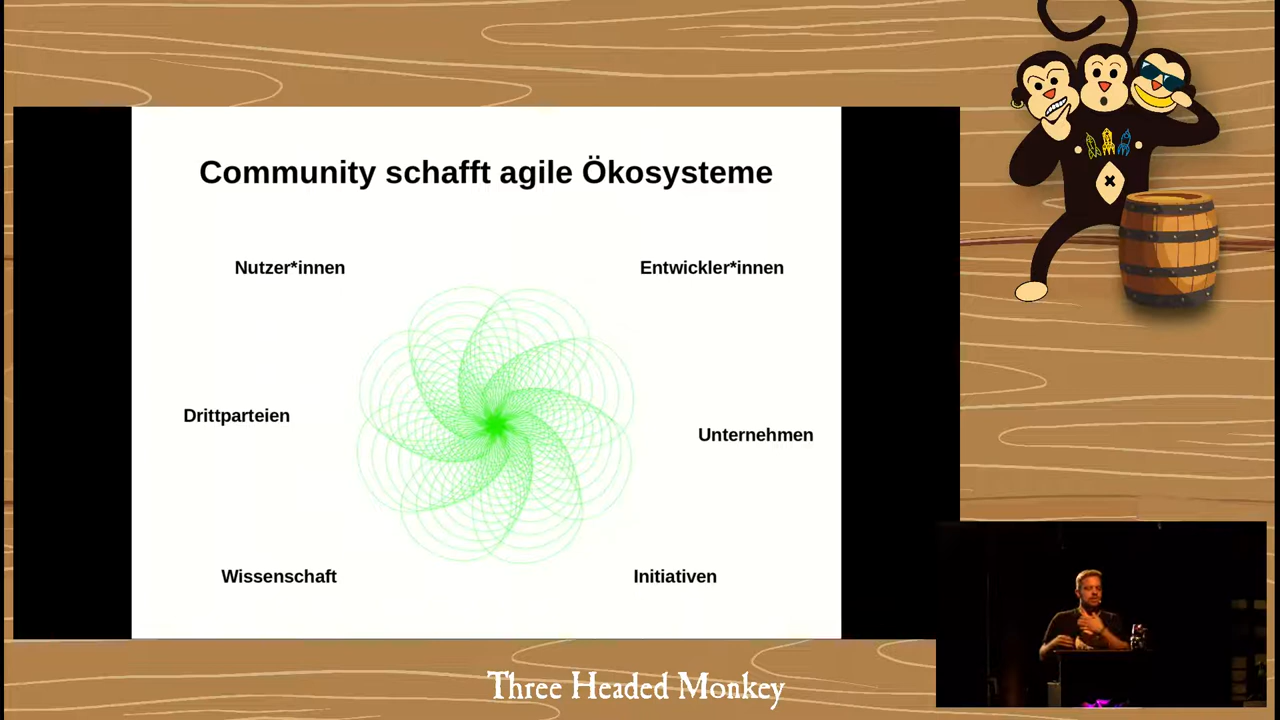 Community schafft agile Ökosysteme
Nutzer*innen
Entwickler*innen
Drittparteien
Unternehmen
Wissenschaft
Initiativen
Three Headed Monkey